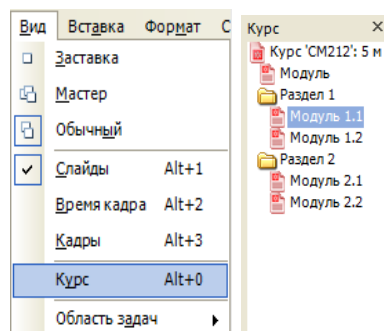 Вид Вставка Формат С
Заставка
Мастер
Обычный
Слайды Alt+1
Время кадра Alt+2
Кадры Alt+3
Курс Alt+0
Область задач
Курс ×
Курс 'СМ212': 5 м
Модуль
Раздел 1
Модуль 1.1
Модуль 1.2
Раздел 2
Модуль 2.1
Модуль 2.2